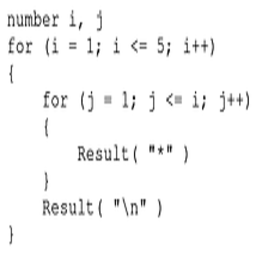 number i, j
for (i = 1; i <= 5; i++)
{
    for (j = 1; j <= i; j++)
    {
        Result( "*" )
    }
    Result( "\n" )
}